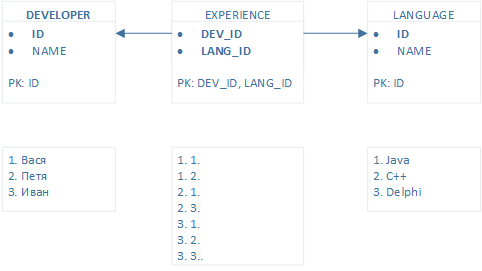 DEVELOPER
• ID
• NAME
PK: ID
EXPERIENCE
• DEV_ID
• LANG_ID
PK: DEV_ID, LANG_ID
LANGUAGE
• ID
• NAME
PK: ID
1. Вася
2. Петя
3. Иван
1. 1.
1. 2.
2. 1.
2. 3.
3. 1.
3. 2.
3. 3..
1. Java
2. C++
3. Delphi